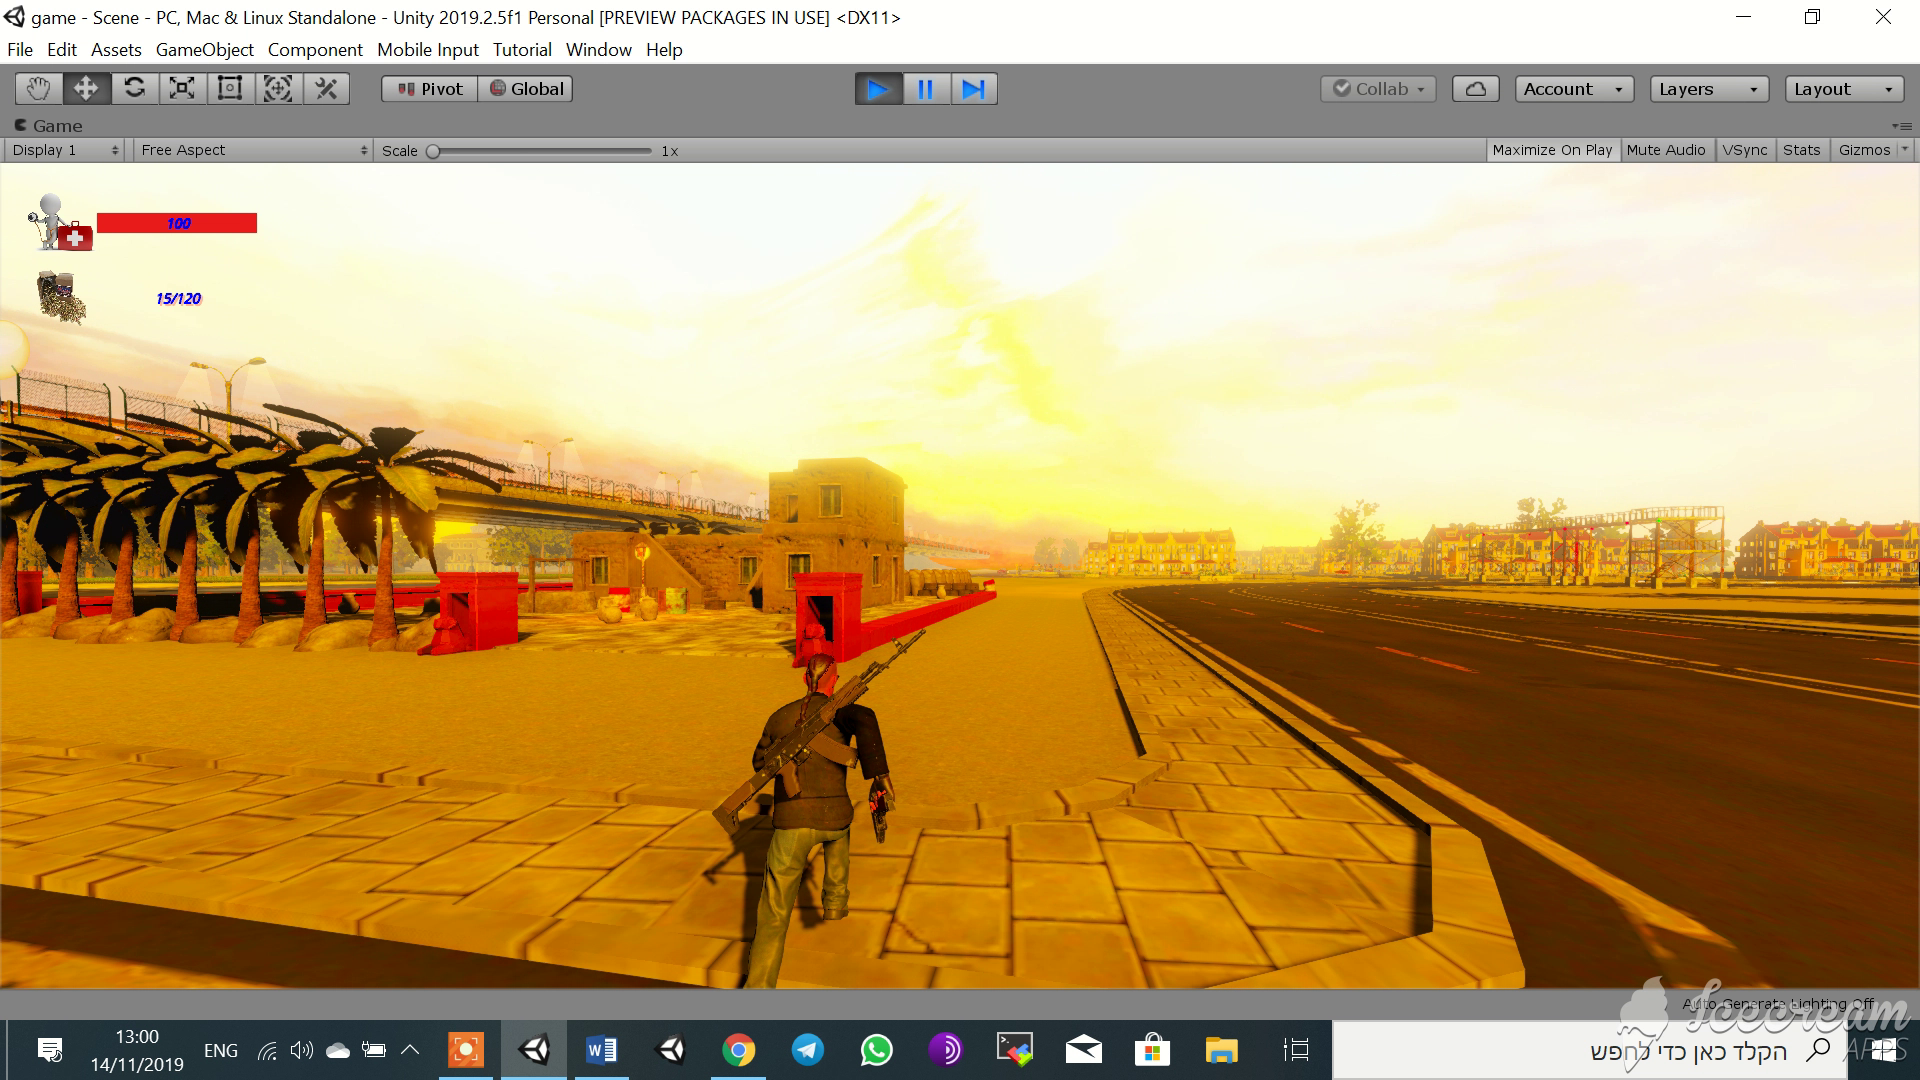 game - Scene - PC, Mac & Linux Standalone - Unity 2019.2.5f1 Personal [PREVIEW PACKAGES IN USE] <DX11>
File Edit Assets GameObject Component Mobile Input Tutorial Window Help
Pivot Global Collab Account Layers Layout
Game
Display 1 Free Aspect Scale 1x Maximize On Play Mute Audio VSync Stats Gizmos
100
15/120
Auto Generate Lighting Off
Icecream
APPS
13:00
14/11/2019
ENG
הקלד כאן כדי לחפש